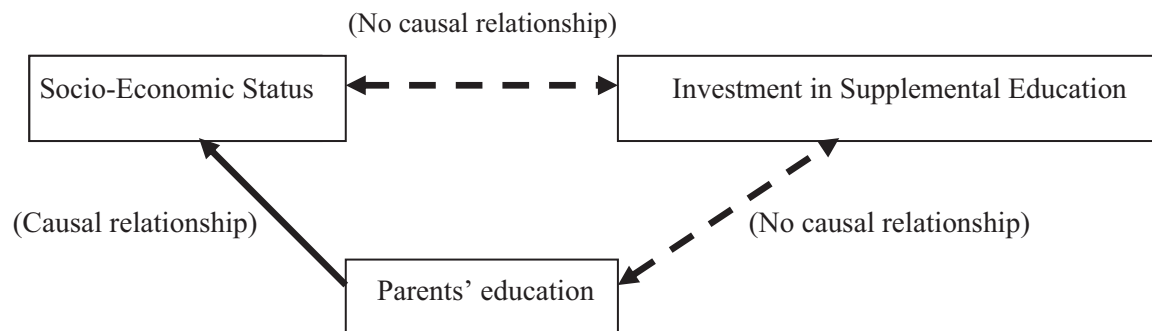 (No causal relationship)
Socio-Economic Status
Investment in Supplemental Education
(Causal relationship)
(No causal relationship)
Parents’ education